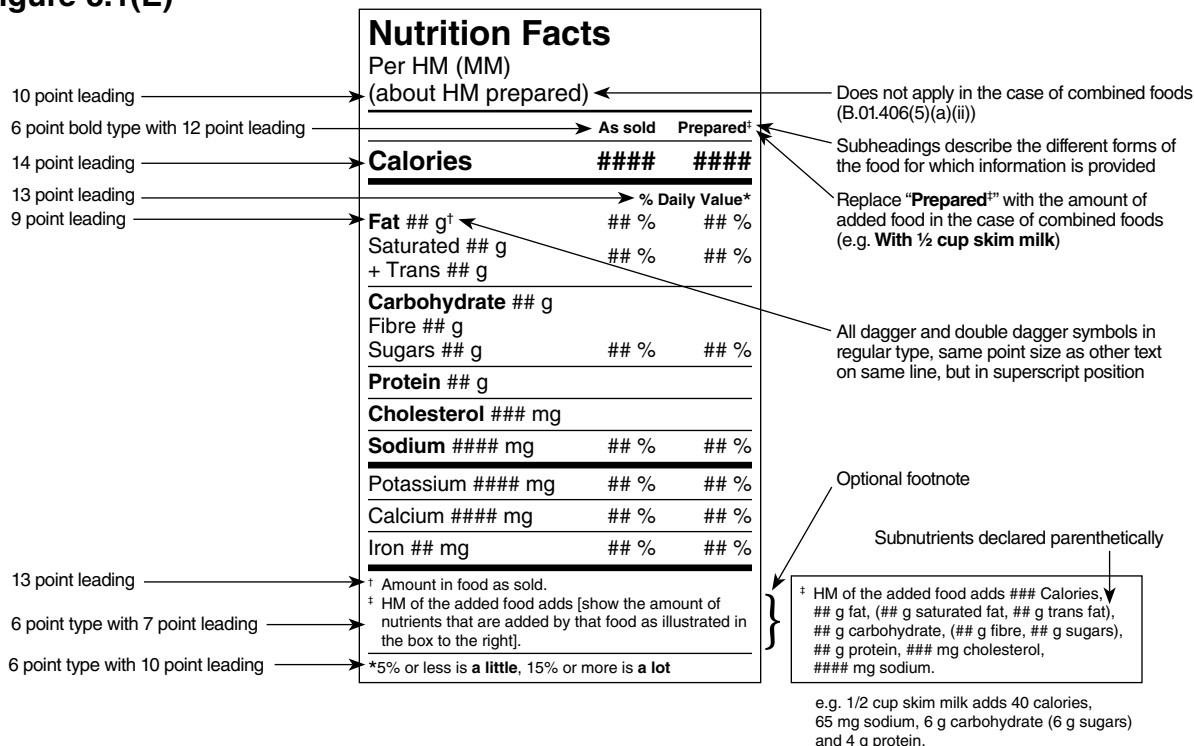 Figure 6.1(E)
Nutrition Facts
Per HM (MM)
(about HM prepared)
As sold Prepared‡
Calories #### ####
% Daily Value*
Fat ## g† ## % ## %
Saturated ## g
+ Trans ## g ## % ## %
Carbohydrate ## g
Fibre ## g
Sugars ## g ## % ## %
Protein ## g
Cholesterol ### mg
Sodium #### mg ## % ## %
Potassium #### mg ## % ## %
Calcium #### mg ## % ## %
Iron ## mg ## % ## %
† Amount in food as sold.
‡ HM of the added food adds [show the amount of
nutrients that are added by that food as illustrated in
the box to the right].
*5% or less is a little, 15% or more is a lot
10 point leading
6 point bold type with 12 point leading
14 point leading
13 point leading
9 point leading
13 point leading
6 point type with 7 point leading
6 point type with 10 point leading
Does not apply in the case of combined foods
(B.01.406(5)(a)(ii))
Subheadings describe the different forms of
the food for which information is provided
Replace “Prepared‡” with the amount of
added food in the case of combined foods
(e.g. With ½ cup skim milk)
All dagger and double dagger symbols in
regular type, same point size as other text
on same line, but in superscript position
Optional footnote
Subnutrients declared parenthetically
‡ HM of the added food adds ### Calories,
## g fat, (## g saturated fat, ## g trans fat),
## g carbohydrate, (## g fibre, ## g sugars),
## g protein, ### mg cholesterol,
#### mg sodium.
e.g. 1/2 cup skim milk adds 40 calories,
65 mg sodium, 6 g carbohydrate (6 g sugars)
and 4 g protein.